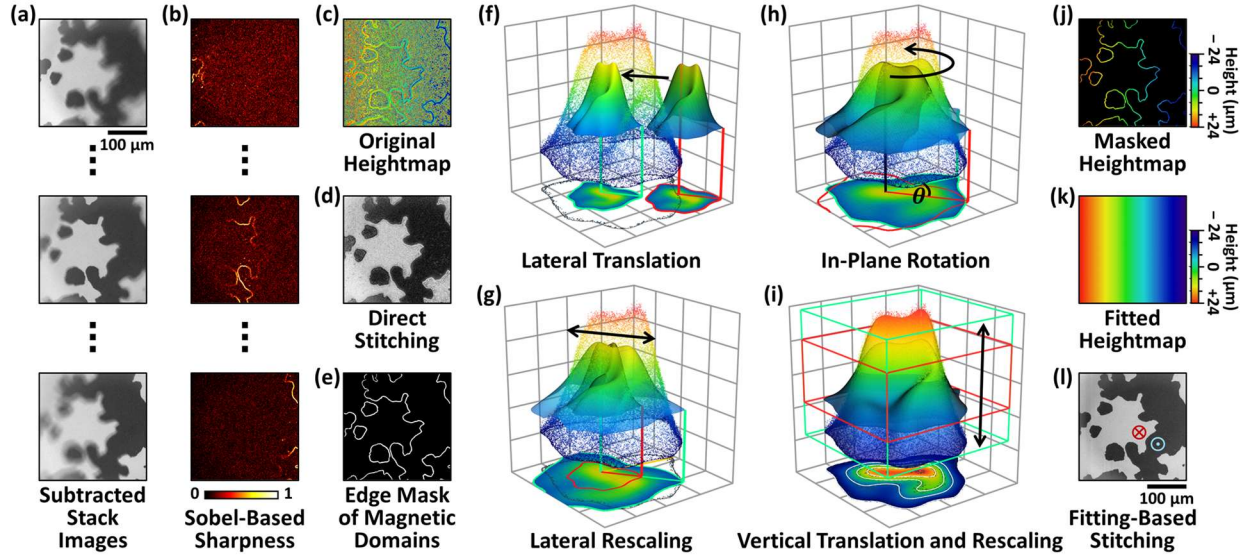 (a)
100 µm
Subtracted
Stack
Images
(b)
0 1
Sobel-Based
Sharpness
(c)
Original
Heightmap
(d)
Direct
Stitching
(e)
Edge Mask
of Magnetic
Domains
(f)
Lateral Translation
(g)
Lateral Rescaling
(h)
θ
In-Plane Rotation
(i)
Vertical Translation and Rescaling
(j)
Masked
Heightmap
− 24
0
+24
Height (µm)
(k)
Fitted
Heightmap
− 24
0
+24
Height (µm)
(l)
100 µm
Fitting-Based
Stitching